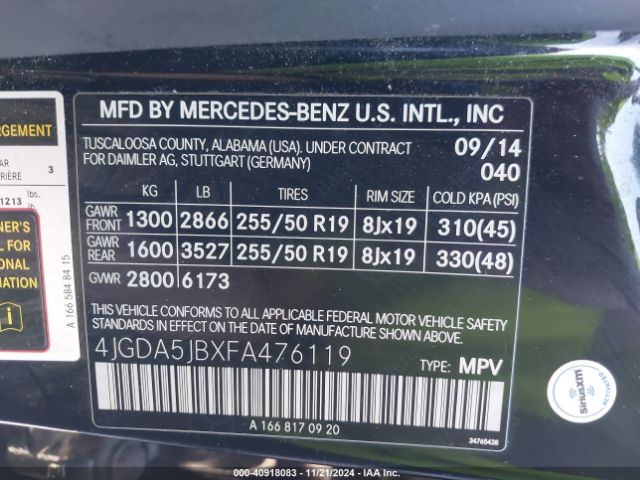 MFD BY MERCEDES-BENZ U.S. INTL., INC
TUSCALOOSA COUNTY, ALABAMA (USA). UNDER CONTRACT
FOR DAIMLER AG, STUTTGART (GERMANY)
09/14
040
KG LB TIRES RIM SIZE COLD KPA(PSI)
GAWR FRONT 1300 2866 255/50 R19 8Jx19 310(45)
GAWR REAR 1600 3527 255/50 R19 8Jx19 330(48)
GVWR 2800 6173
THIS VEHICLE CONFORMS TO ALL APPLICABLE FEDERAL MOTOR VEHICLE SAFETY
STANDARDS IN EFFECT ON THE DATE OF MANUFACTURE SHOWN ABOVE.
4JGDA5JBXFA476119
TYPE: MPV
A 166 817 09 20
34765438
siriusxm
ACTIVATED
ARGEMENT
AR
RIÈRE 3
1213 lbs.
lb
NER'S
FOR
ONAL
MATION
A 166 584 84 15
000-40918083 - 11/21/2024 - IAA Inc.